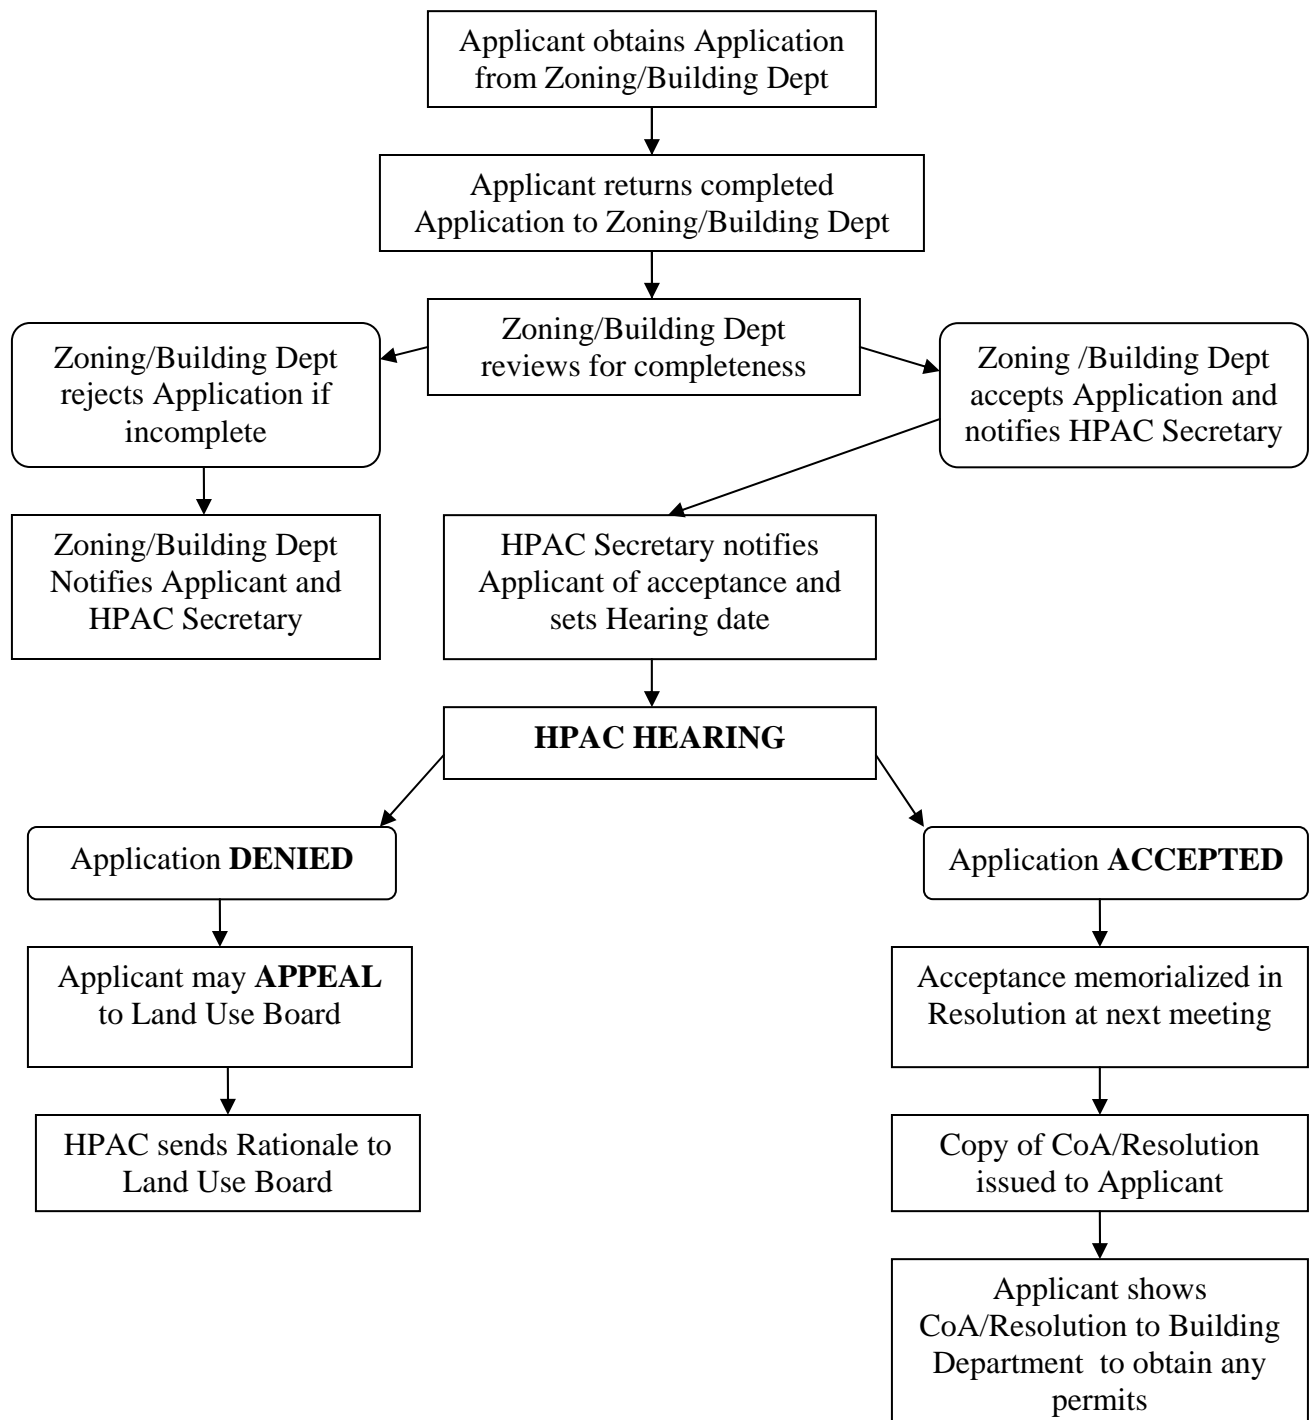 Applicant obtains Application
from Zoning/Building Dept
Applicant returns completed
Application to Zoning/Building Dept
Zoning/Building Dept
reviews for completeness
Zoning/Building Dept
rejects Application if
incomplete
Zoning /Building Dept
accepts Application and
notifies HPAC Secretary
Zoning/Building Dept
Notifies Applicant and
HPAC Secretary
HPAC Secretary notifies
Applicant of acceptance and
sets Hearing date
HPAC HEARING
Application DENIED
Application ACCEPTED
Applicant may APPEAL
to Land Use Board
Acceptance memorialized in
Resolution at next meeting
HPAC sends Rationale to
Land Use Board
Copy of CoA/Resolution
issued to Applicant
Applicant shows
CoA/Resolution to Building
Department  to obtain any
permits